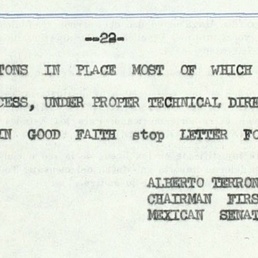 --22-
TONS IN PLACE MOST OF WHICH
CESS, UNDER PROPER TECHNICAL DIRE
IN GOOD FAITH stop LETTER FO
ALBERTO TERRON
CHAIRMAN FIRS
MEXICAN SENAT